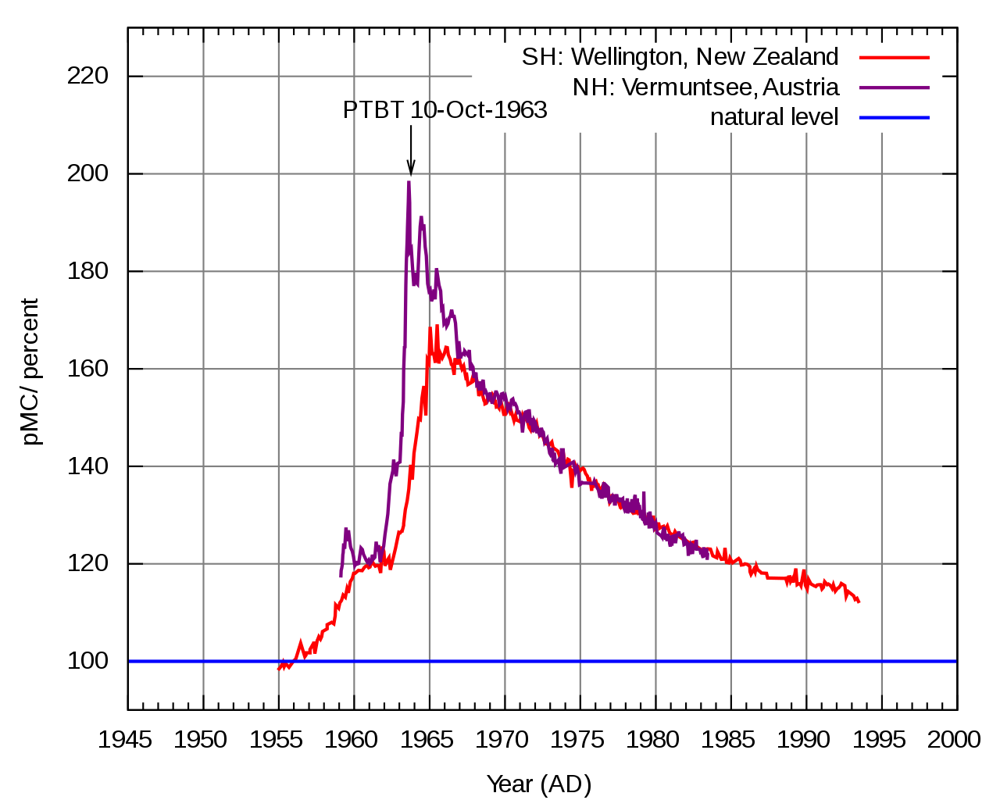 SH: Wellington, New Zealand
NH: Vermuntsee, Austria
natural level
PTBT 10-Oct-1963
220
200
180
160
140
120
100
pMC/ percent
1945 1950 1955 1960 1965 1970 1975 1980 1985 1990 1995 2000
Year (AD)